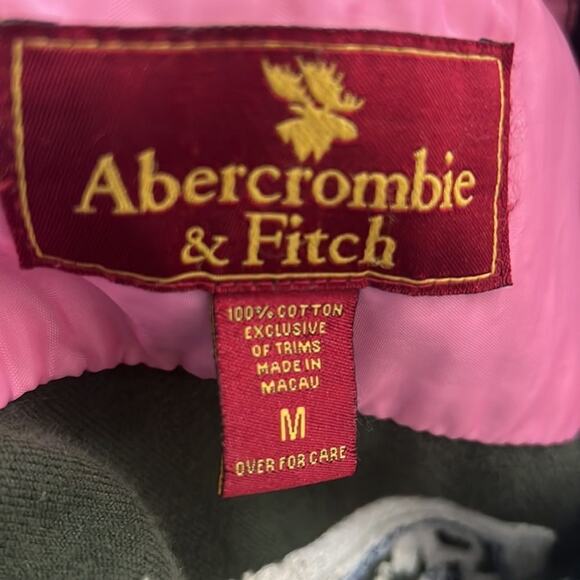 Abercrombie
& Fitch
100% COTTON
EXCLUSIVE
OF TRIMS
MADE IN
MACAU
M
OVER FOR CARE